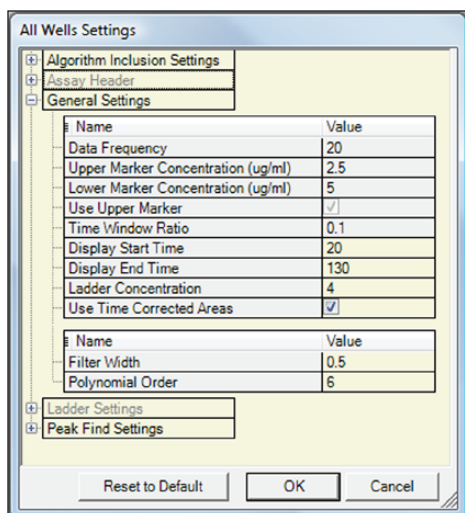 All Wells Settings
Algorithm Inclusion Settings
Assay Header
General Settings
Name Value
Data Frequency 20
Upper Marker Concentration (ug/ml) 2.5
Lower Marker Concentration (ug/ml) 5
Use Upper Marker
Time Window Ratio 0.1
Display Start Time 20
Display End Time 130
Ladder Concentration 4
Use Time Corrected Areas
Name Value
Filter Width 0.5
Polynomial Order 6
Ladder Settings
Peak Find Settings
Reset to Default OK Cancel